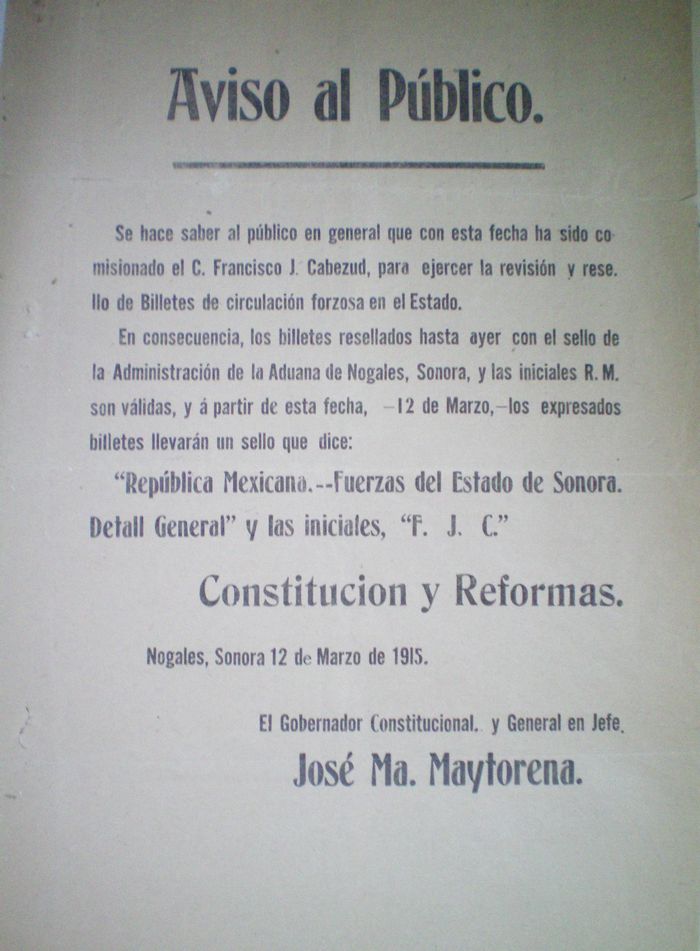 Aviso al Público.
Se hace saber al público en general que con esta fecha ha sido co-
misionado el C. Francisco J. Cabezud, para ejercer la revisión y rese.
llo de Billetes de circulación forzosa en el Estado.
En consecuencia, los billetes resellados hasta ayer con el sello de
la Administración de la Aduana de Nogales, Sonora, y las iniciales R. M.
son válidas, y á partir de esta fecha, —12 de Marzo,—los expresados
billetes llevarán un sello que dice:
“República Mexicana.--Fuerzas del Estado de Sonora.
Detall General” y las iniciales, “F. J. C.”
Constitucion y Reformas.
Nogales, Sonora 12 de Marzo de 1915.
El Gobernador Constitucional. y General en Jefe.
José Ma. Maytorena.